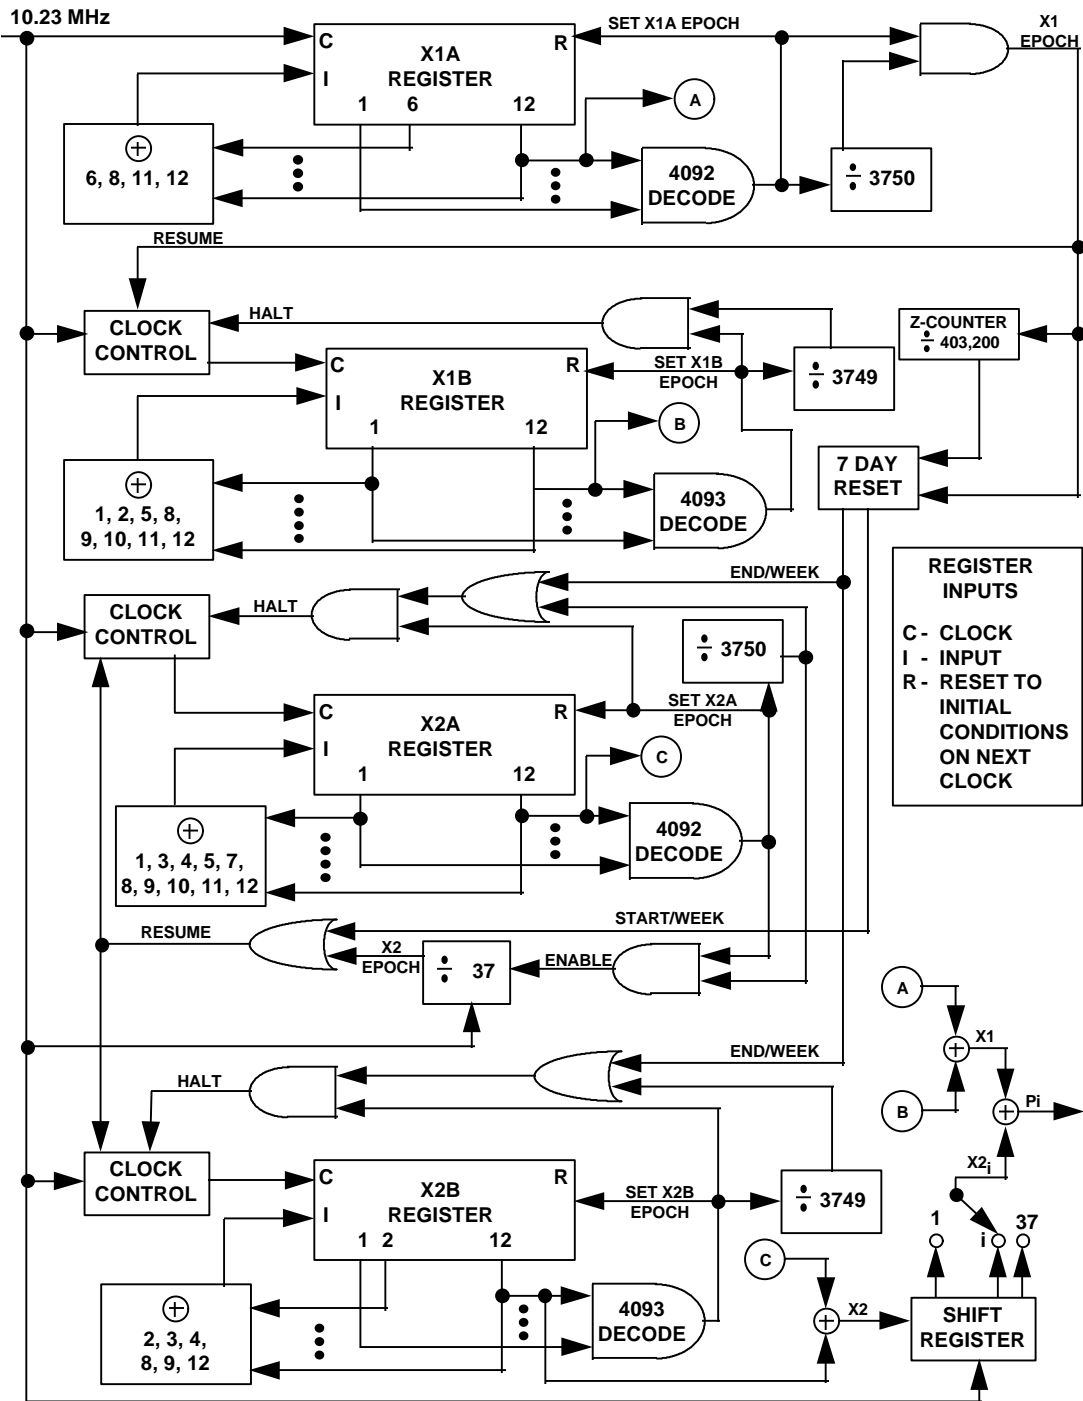 10.23 MHz
C
I
X1A
REGISTER
R
1
6
12
SET X1A EPOCH
X1
EPOCH
A
6, 8, 11, 12
4092
DECODE
÷ 3750
RESUME
CLOCK
CONTROL
HALT
Z-COUNTER
÷ 403,200
C
I
X1B
REGISTER
R
1
12
SET X1B
EPOCH
÷ 3749
B
7 DAY
RESET
1, 2, 5, 8,
9, 10, 11, 12
4093
DECODE
REGISTER
INPUTS
C - CLOCK
I - INPUT
R - RESET TO
INITIAL
CONDITIONS
ON NEXT
CLOCK
END/WEEK
CLOCK
CONTROL
HALT
÷ 3750
C
I
X2A
REGISTER
R
1
12
SET X2A
EPOCH
C
1, 3, 4, 5, 7,
8, 9, 10, 11, 12
4092
DECODE
START/WEEK
RESUME
X2
EPOCH
÷ 37
ENABLE
A
X1
B
Pi
X2i
END/WEEK
HALT
CLOCK
CONTROL
C
I
X2B
REGISTER
R
1 2
12
SET X2B
EPOCH
÷ 3749
1
i
37
C
2, 3, 4,
8, 9, 12
4093
DECODE
X2
SHIFT
REGISTER